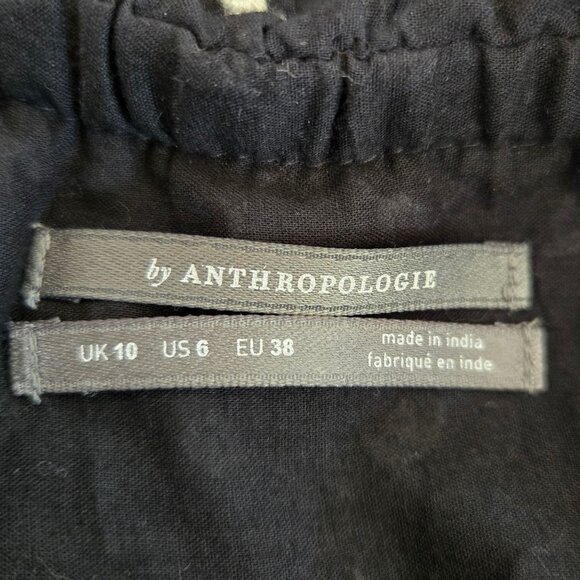 by ANTHROPOLOGIE
UK 10 US 6 EU 38
made in india
fabriqué en inde